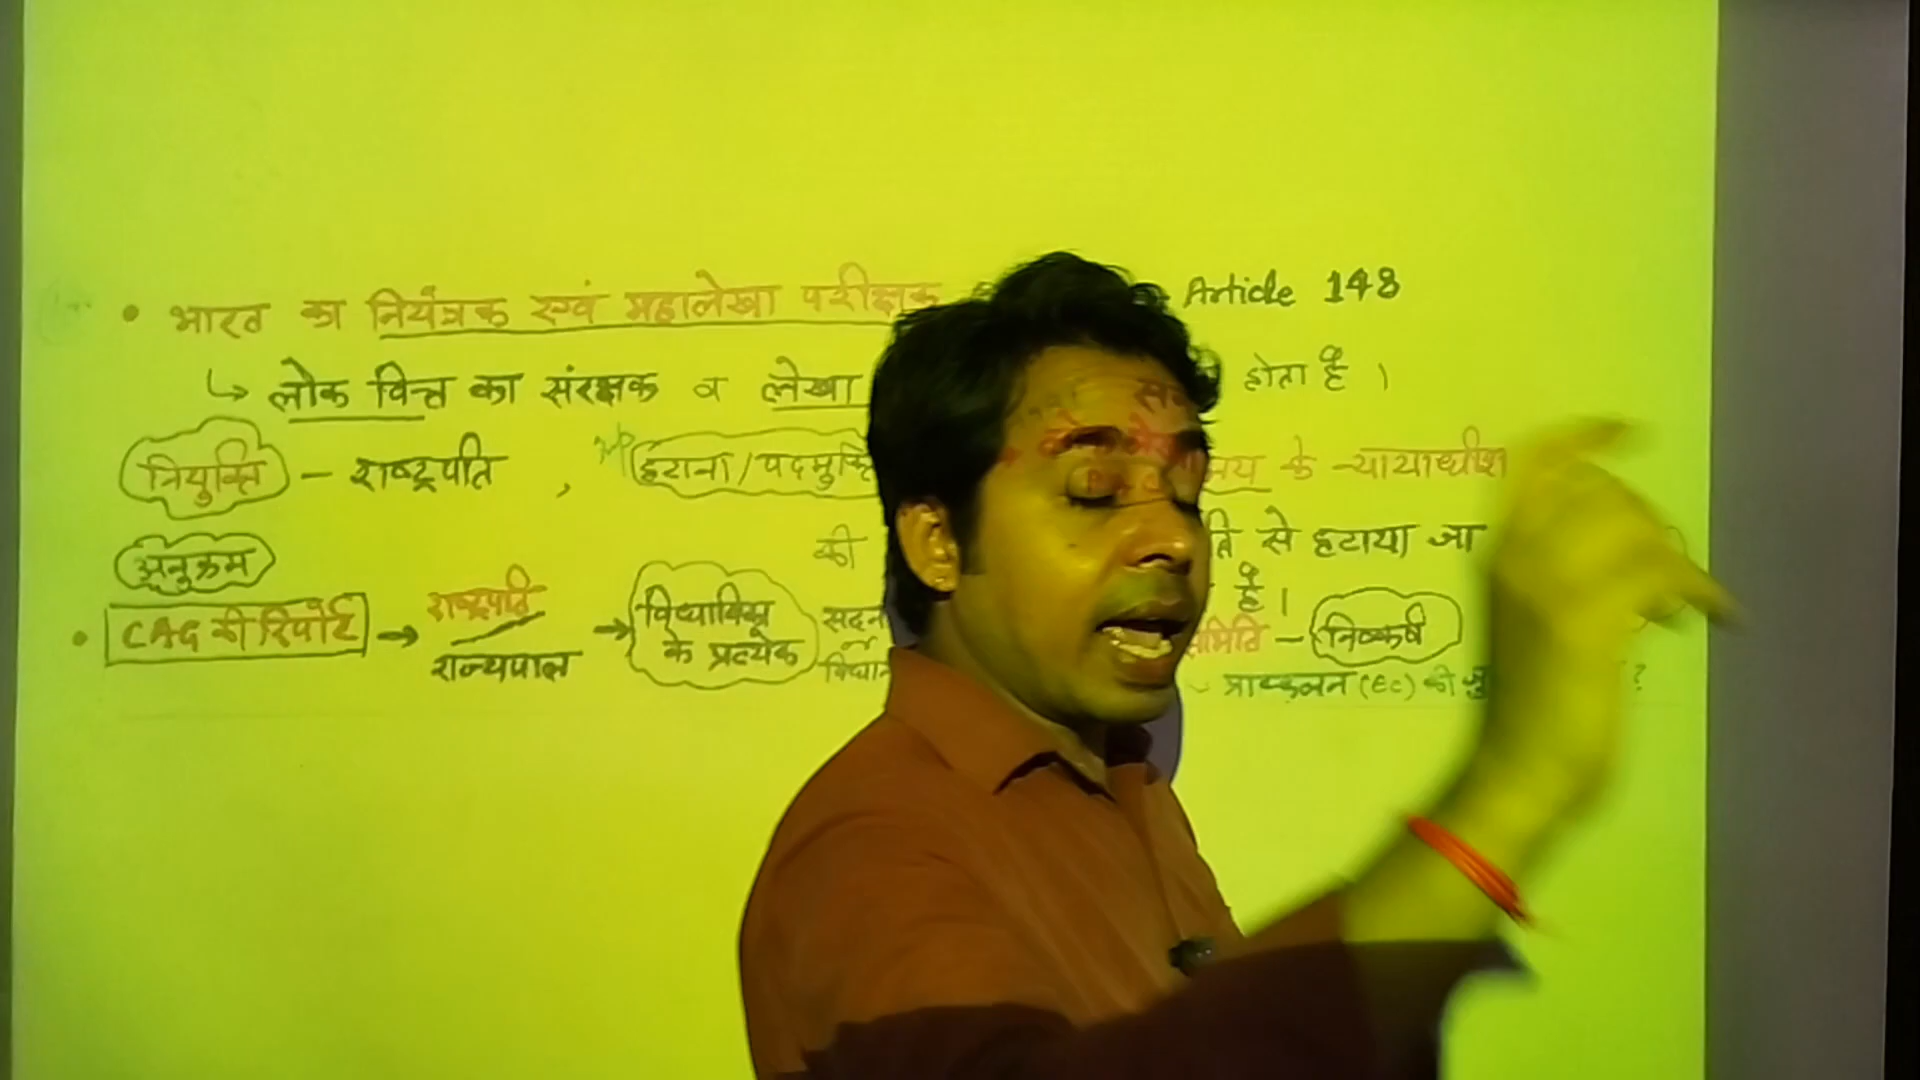 • भारत का नियंत्रक एवं महालेखा परीक्षक Article 148
↳ लोक वित्त का संरक्षक व लेखा होता है ।
नियुक्ति – राष्ट्रपति , हटाना/पदमुक्ति के न्यायाधीश
की से हटाया जा
अनुक्रम है ।
• CAG की रिपोर्ट → राष्ट्रपति
राज्यपाल → विधायिका के प्रत्येक सदन समिति – निष्कर्ष
प्राक्कलन (EC) की ?